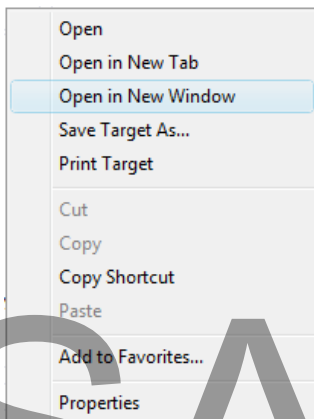 Open
Open in New Tab
Open in New Window
Save Target As...
Print Target
Cut
Copy
Copy Shortcut
Paste
Add to Favorites...
Properties
SA